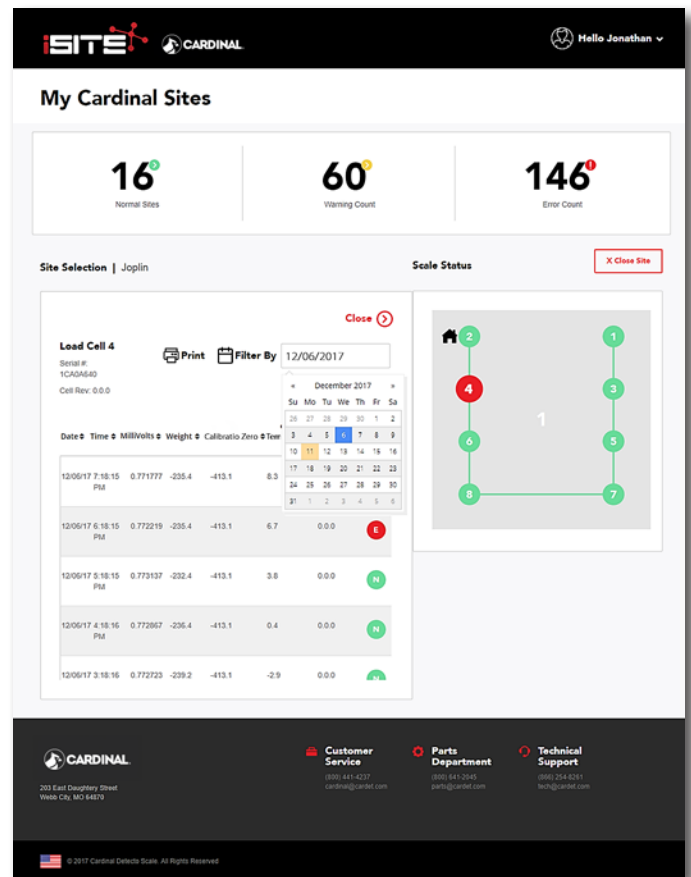 iSITE CARDINAL
Hello Jonathan
My Cardinal Sites
16
Normal Sites
60
Warning Count
146
Error Count
Site Selection | Joplin
Scale Status
X Close Site
Close
Load Cell 4
Serial #:
1CA0A640
Cell Rev: 0.0.0
Print
Filter By
12/06/2017
« December 2017 »
Su Mo Tu We Th Fr Sa
26 27 28 29 30 1 2
3 4 5 6 7 8 9
10 11 12 13 14 15 16
17 18 19 20 21 22 23
24 25 26 27 28 29 30
31 1 2 3 4 5 6
Date Time MilliVolts Weight Calibratio Zero
12/06/17 7:18:15 PM 0.771777 -235.4 -413.1 8.3
12/06/17 6:18:15 PM 0.772219 -235.4 -413.1 6.7 0.0.0 E
12/06/17 5:18:15 PM 0.773137 -232.4 -413.1 3.8 0.0.0 N
12/06/17 4:18:16 PM 0.772867 -236.4 -413.1 0.4 0.0.0 N
12/06/17 3:18:16 0.772723 -239.2 -413.1 -2.9 0.0.0 N
2 1
4 3
1
6 5
8 7
CARDINAL
203 East Daughtery Street
Webb City, MO 64870
Customer
Service
(800) 441-4237
cardinal@cardet.com
Parts
Department
(800) 641-2045
parts@cardet.com
Technical
Support
(866) 254-8261
tech@cardet.com
© 2017 Cardinal Detecto Scale. All Rights Reserved